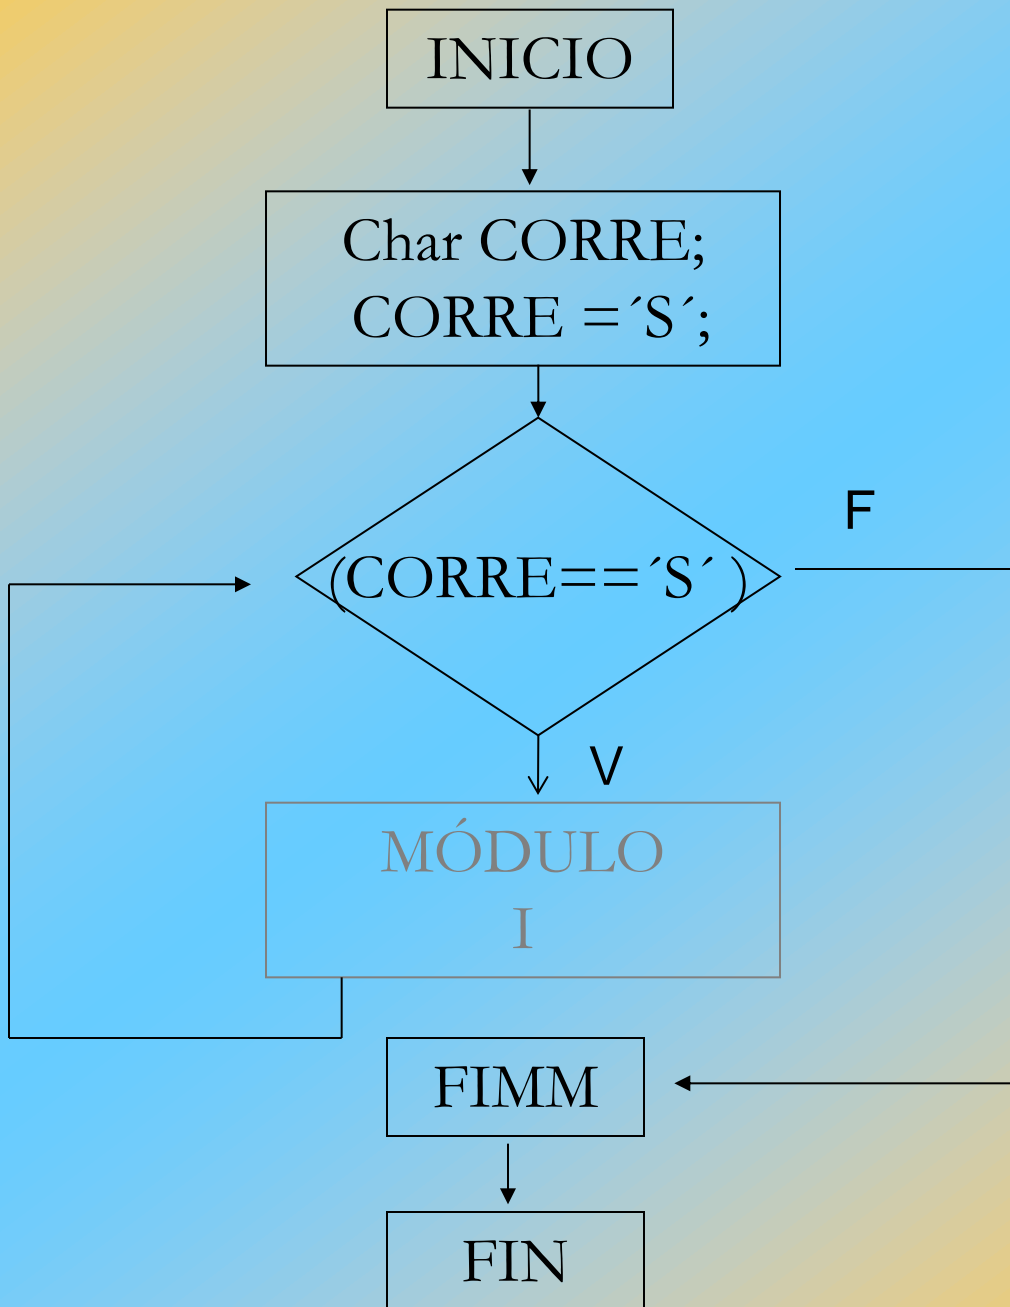 INICIO
Char CORRE;
CORRE =´S´;
F
(CORRE==´S´ )
V
MÓDULO
I
FIMM
FIN